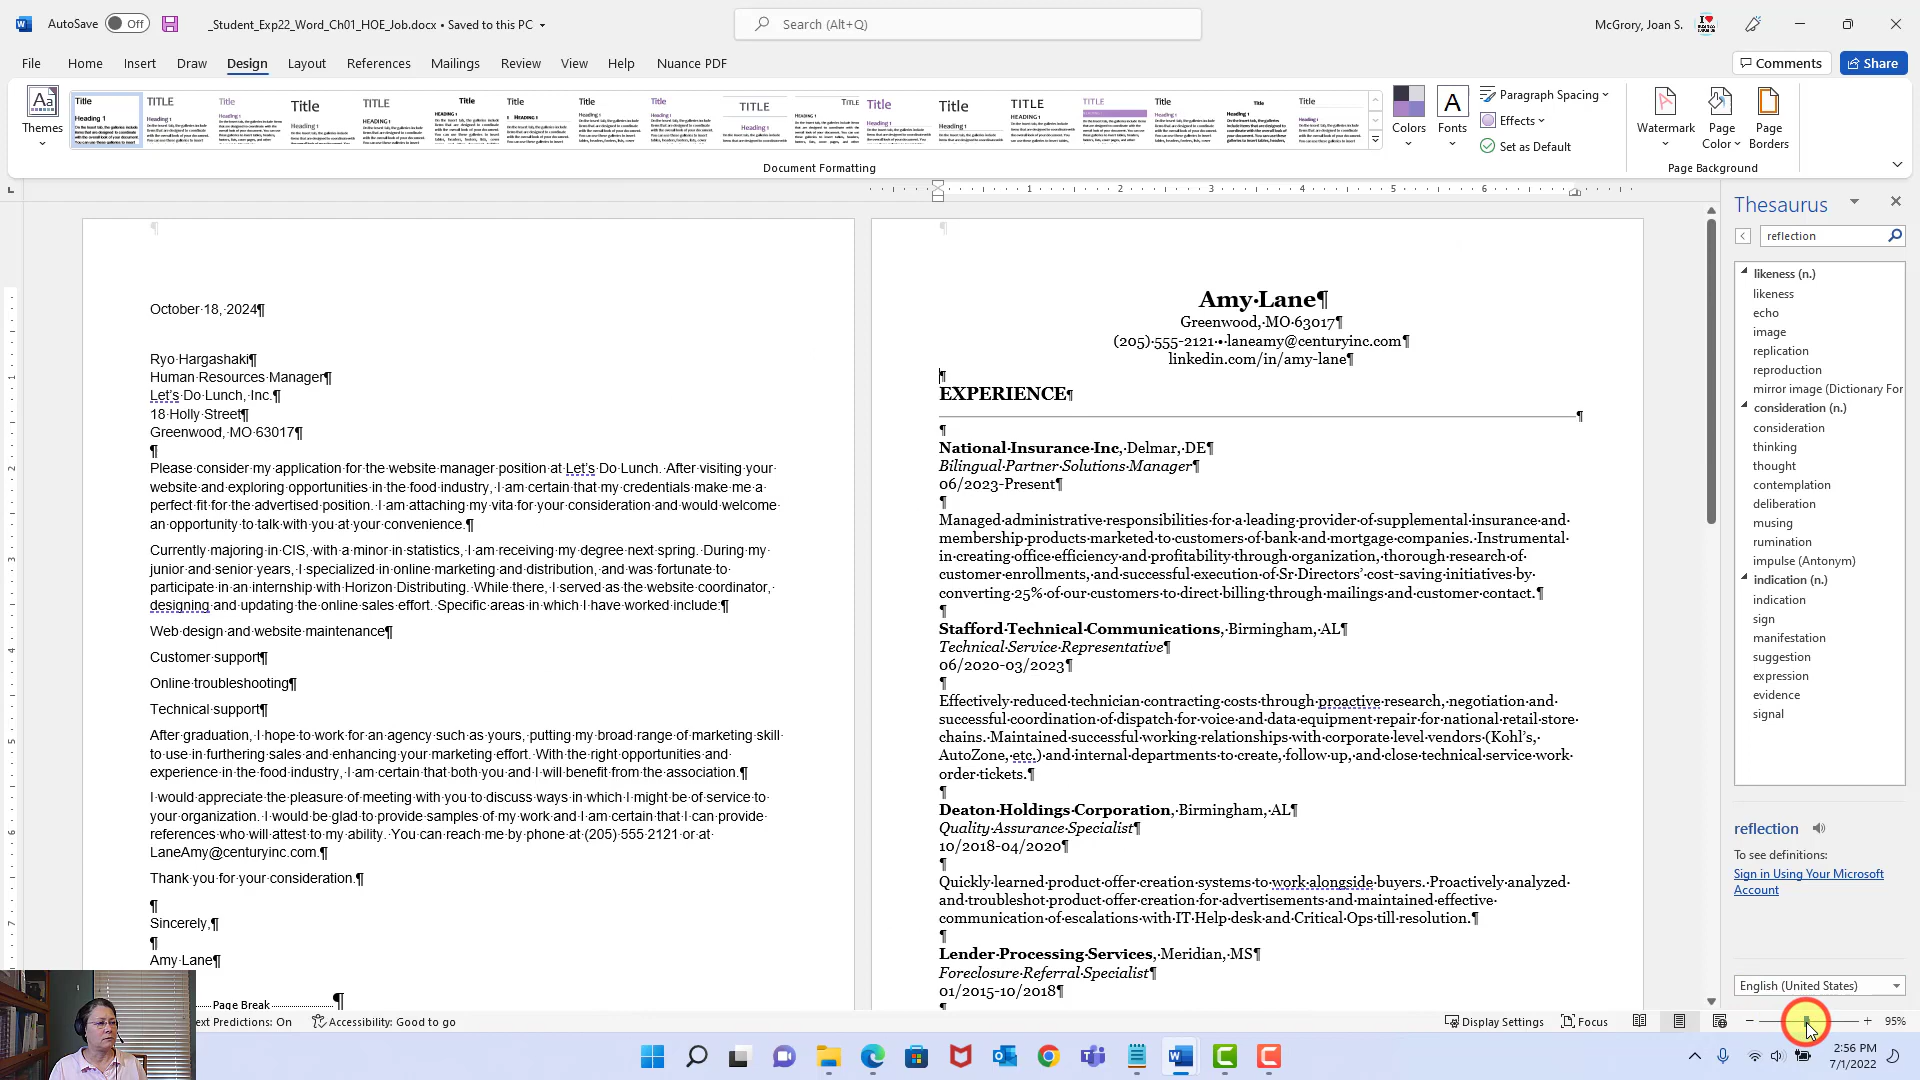 AutoSave Off _Student_Exp22_Word_Ch01_HOE_Job.docx • Saved to this PC
Search (Alt+Q)
McGrory, Joan S.
File Home Insert Draw Design Layout References Mailings Review View Help Nuance PDF
Comments Share
Themes
Colors Fonts
Paragraph Spacing
Effects
Set as Default
Watermark Page Color Page Borders
Document Formatting
Page Background
October 18, 2024¶
Ryo Hargashaki¶
Human Resources Manager¶
Let's Do Lunch, Inc.¶
18 Holly Street¶
Greenwood, MO 63017¶
¶
Please consider my application for the website manager position at Let's Do Lunch. After visiting your
website and exploring opportunities in the food industry, I am certain that my credentials make me a
perfect fit for the advertised position. I am attaching my vita for your consideration and would welcome
an opportunity to talk with you at your convenience.¶
Currently majoring in CIS, with a minor in statistics, I am receiving my degree next spring. During my
junior and senior years, I specialized in online marketing and distribution, and was fortunate to
participate in an internship with Horizon Distributing. While there, I served as the website coordinator,
designing and updating the online sales effort. Specific areas in which I have worked include:¶
Web design and website maintenance¶
Customer support¶
Online troubleshooting¶
Technical support¶
After graduation, I hope to work for an agency such as yours, putting my broad range of marketing skill
to use in furthering sales and enhancing your marketing effort. With the right opportunities and
experience in the food industry, I am certain that both you and I will benefit from the association.¶
I would appreciate the pleasure of meeting with you to discuss ways in which I might be of service to
your organization. I would be glad to provide samples of my work and I am certain that I can provide
references who will attest to my ability. You can reach me by phone at (205) 555 2121 or at
LaneAmy@centuryinc.com.¶
Thank you for your consideration.¶
¶
Sincerely,¶
¶
Amy Lane¶
Page Break ¶
Amy Lane¶
Greenwood, MO 63017¶
(205) 555-2121 • laneamy@centuryinc.com¶
linkedin.com/in/amy-lane¶
¶
EXPERIENCE¶
¶
¶
National Insurance Inc, Delmar, DE¶
Bilingual Partner Solutions Manager¶
06/2023-Present¶
¶
Managed administrative responsibilities for a leading provider of supplemental insurance and
membership products marketed to customers of bank and mortgage companies. Instrumental
in creating office efficiency and profitability through organization, thorough research of
customer enrollments, and successful execution of Sr Directors' cost-saving initiatives by
converting 25% of our customers to direct billing through mailings and customer contact.¶
¶
Stafford Technical Communications, Birmingham, AL¶
Technical Service Representative¶
06/2020-03/2023¶
¶
Effectively reduced technician contracting costs through proactive research, negotiation and
successful coordination of dispatch for voice and data equipment repair for national retail store
chains. Maintained successful working relationships with corporate level vendors (Kohl's,
AutoZone, etc.) and internal departments to create, follow up, and close technical service work
order tickets.¶
¶
Deaton Holdings Corporation, Birmingham, AL¶
Quality Assurance Specialist¶
10/2018-04/2020¶
¶
Quickly learned product offer creation systems to work alongside buyers. Proactively analyzed
and troubleshot product offer creation for advertisements and maintained effective
communication of escalations with IT Help desk and Critical Ops till resolution.¶
¶
Lender Processing Services, Meridian, MS¶
Foreclosure Referral Specialist¶
01/2015-10/2018¶
Thesaurus
reflection
likeness (n.)
likeness
echo
image
replication
reproduction
mirror image (Dictionary For
consideration (n.)
consideration
thinking
thought
contemplation
deliberation
musing
rumination
impulse (Antonym)
indication (n.)
indication
sign
manifestation
suggestion
expression
evidence
signal
reflection
To see definitions:
Sign in Using Your Microsoft
Account
English (United States)
ext Predictions: On Accessibility: Good to go
Display Settings Focus 95%
2:56 PM
7/1/2022